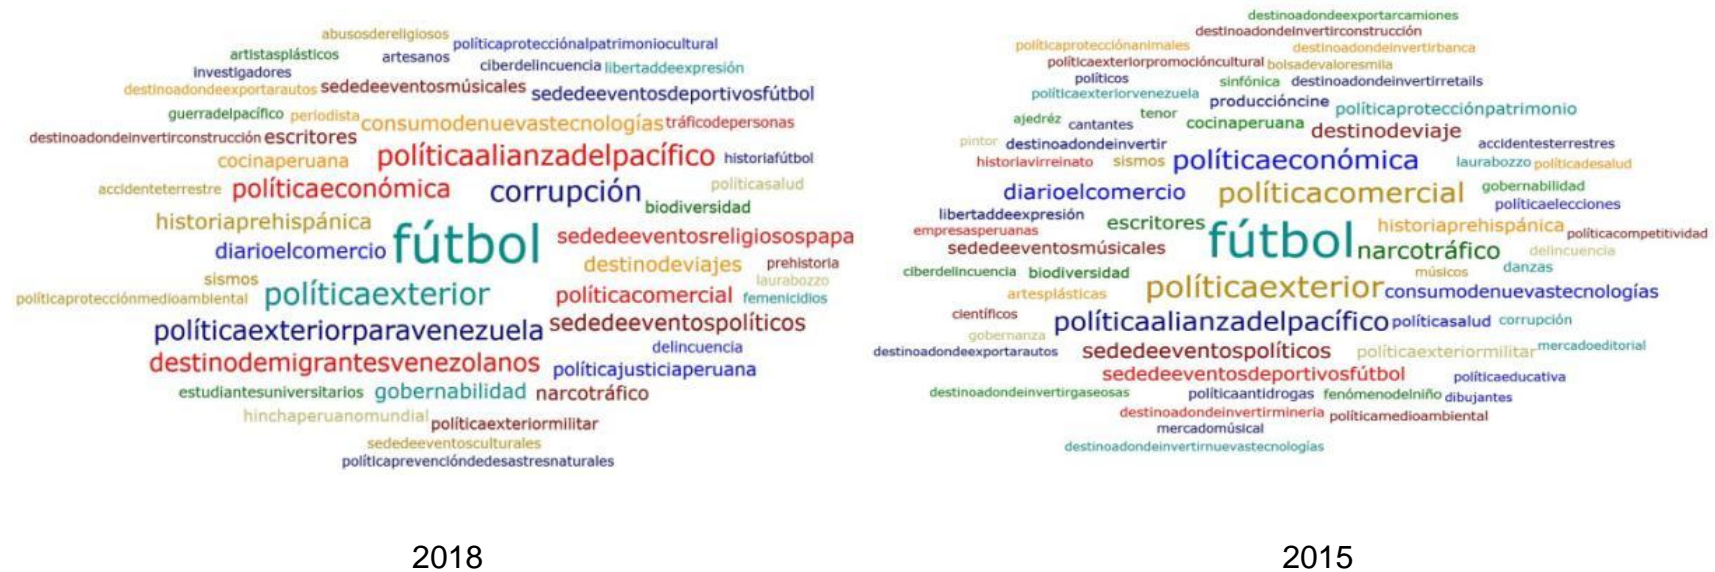 abusosdereligiosos
artistasplásticos artesanos políticaprotecciónalpatrimoniocultural
investigadores ciberdelincuencia libertaddeexpresión
destinoadondeexportarautos sededeeventosmúsicales sededeeventosdeportivosfútbol
guerradelpacífico periodista consumodenuevastecnologías tráficodepersonas
destinoadondeinvertirconstrucción escritores
cocinaperuana políticaalianzadelpacífico historiafútbol
accidenteterrestre políticaeconómica corrupción políticasalud
biodiversidad
historiaprehispánica
diarioelcomercio fútbol sededeeventosreligiosospapa
destinodeviajes prehistoria
sismos laurabozzo
políticaprotecciónmedioambiental políticaexterior políticacomercial femenicidios
políticaexteriorparavenezuela sededeeventospolíticos
delincuencia
destinodemigrantesvenezolanos políticajusticiaperuana
estudiantesuniversitarios gobernabilidad narcotráfico
hinchaperuanomundial políticaexteriormilitar
sededeeventosculturales
políticaprevencióndedesastresnaturales
2018
destinoadondeexportarcamiones
destinoadondeinvertirconstrucción
políticaprotecciónanimales destinoadondeinvertirbanca
políticaexteriorpromocióncultural bolsadevaloresmila
políticos sinfónica destinoadondeinvertirretails
políticaexteriorvenezuela produccióncine políticaprotecciónpatrimonio
ajedréz cantantes tenor cocinaperuana destinodeviaje
pintor destinoadondeinvertir accidentesterrestres
historiavirreinato sismos políticaeconómica laurabozzo políticadesalud
diarioelcomercio políticacomercial gobernabilidad
políticaelecciones
libertaddeexpresión escritores historiaprehispánica
empresasperuanas fútbol políticacompetitividad
sededeeventosmúsicales narcotráfico delincuencia
ciberdelincuencia biodiversidad músicos danzas
artesplásticas políticaexterior consumodenuevastecnologías
científicos políticaalianzadelpacífico políticasalud corrupción
gobernanza
destinoadondeexportarautos sededeeventospolíticos políticaexteriormilitar mercadoeditorial
sededeeventosdeportivosfútbol políticaeducativa
destinoadondeinvertirgaseosas políticaantidrogas fenómenodelniño dibujantes
destinoadondeinvertirmineria políticamedioambiental
mercadomúsical
destinoadondeinvertirnuevastecnologías
2015